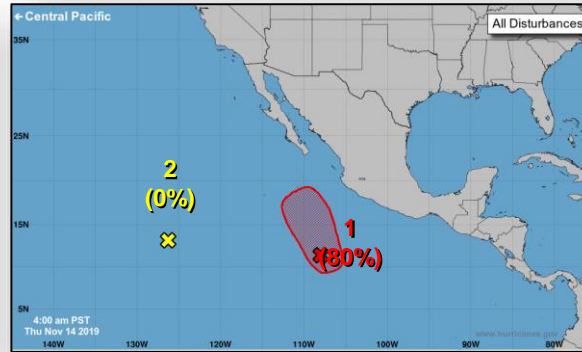 ←Central Pacific
All Disturbances
35N
25N
15N
5N
2
(0%)
1
(80%)
4:00 am PST
Thu Nov 14 2019
www.hurricanes.gov
140W
130W
120W
115W
110W
100W
90W
80W